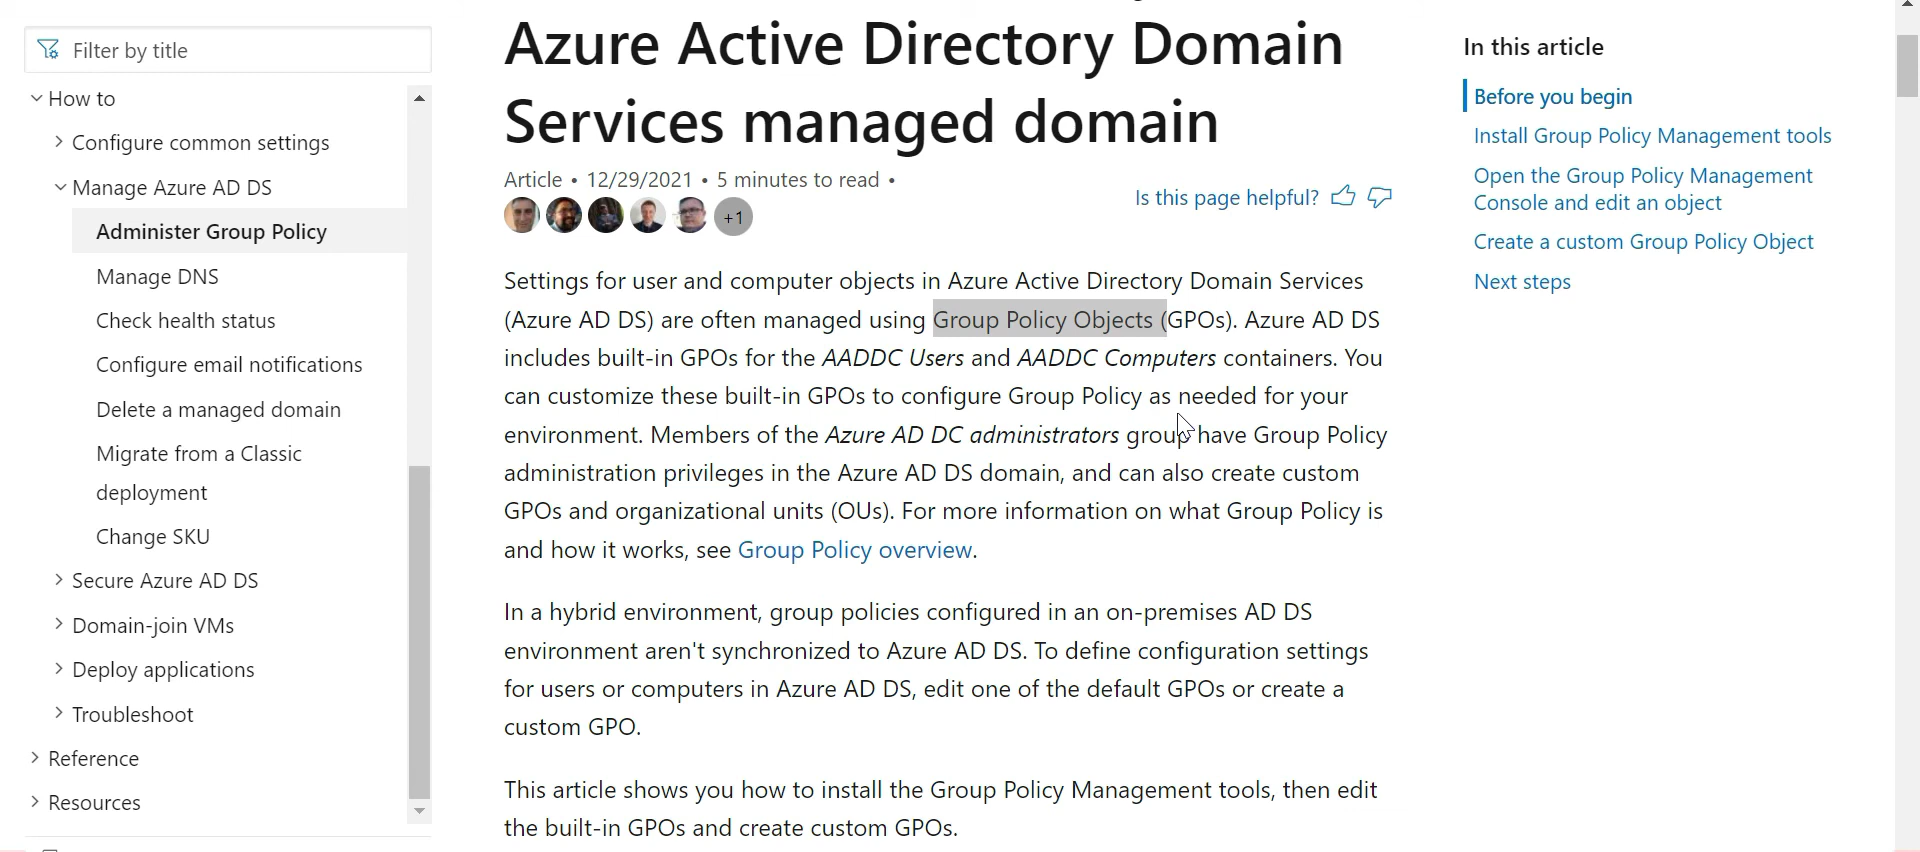 Filter by title
How to
Configure common settings
Manage Azure AD DS
Administer Group Policy
Manage DNS
Check health status
Configure email notifications
Delete a managed domain
Migrate from a Classic
deployment
Change SKU
Secure Azure AD DS
Domain-join VMs
Deploy applications
Troubleshoot
Reference
Resources
Azure Active Directory Domain
Services managed domain
Article • 12/29/2021 • 5 minutes to read •
+1
Is this page helpful?
Settings for user and computer objects in Azure Active Directory Domain Services
(Azure AD DS) are often managed using Group Policy Objects (GPOs). Azure AD DS
includes built-in GPOs for the AADDC Users and AADDC Computers containers. You
can customize these built-in GPOs to configure Group Policy as needed for your
environment. Members of the Azure AD DC administrators group have Group Policy
administration privileges in the Azure AD DS domain, and can also create custom
GPOs and organizational units (OUs). For more information on what Group Policy is
and how it works, see Group Policy overview.
In a hybrid environment, group policies configured in an on-premises AD DS
environment aren't synchronized to Azure AD DS. To define configuration settings
for users or computers in Azure AD DS, edit one of the default GPOs or create a
custom GPO.
This article shows you how to install the Group Policy Management tools, then edit
the built-in GPOs and create custom GPOs.
In this article
Before you begin
Install Group Policy Management tools
Open the Group Policy Management
Console and edit an object
Create a custom Group Policy Object
Next steps